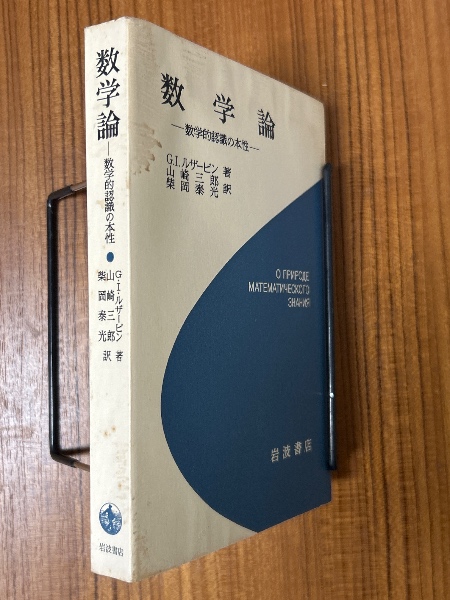 数学論
―数学的認識の本性―
G.I.ルザービン 著
山崎三郎
柴岡泰光 訳
О ПРИРОДЕ
МАТЕМАТИЧЕСКОГО
ЗНАНИЯ
岩波書店
数学論―数学的認識の本性●
G・I・ルザービン 著
山崎三郎
柴岡泰光 訳
岩波書店